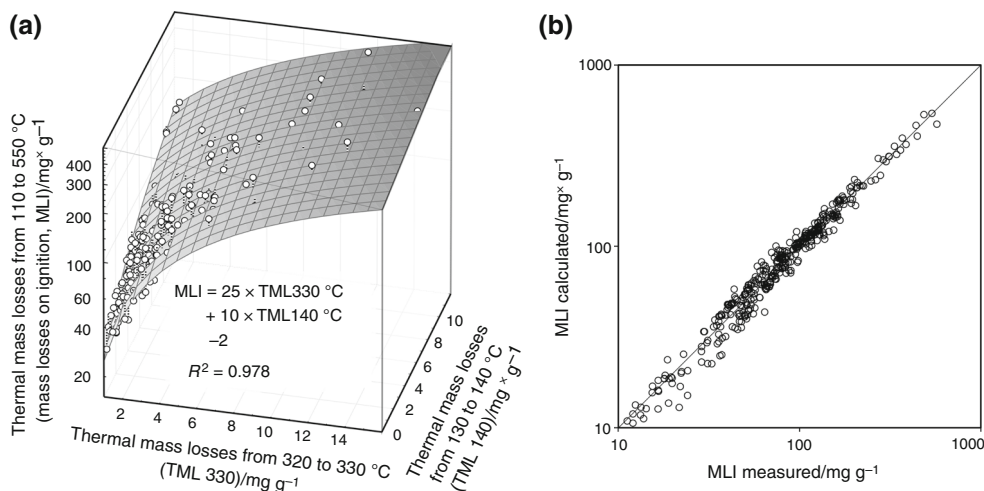 (a)
Thermal mass losses from 110 to 550 °C
(mass losses on ignition, MLI)/mg× g⁻¹
400
300
200
100
60
40
20
MLI = 25 × TML330 °C
+ 10 × TML140 °C
−2
R² = 0.978
2 4 6 8 10 12 14
Thermal mass losses from 320 to 330 °C
(TML 330)/mg g⁻¹
0 2 4 6 8 10
Thermal mass losses
from 130 to 140 °C
(TML 140)/mg × g⁻¹
(b)
MLI calculated/mg× g⁻¹
1000
100
10
10 100 1000
MLI measured/mg g⁻¹